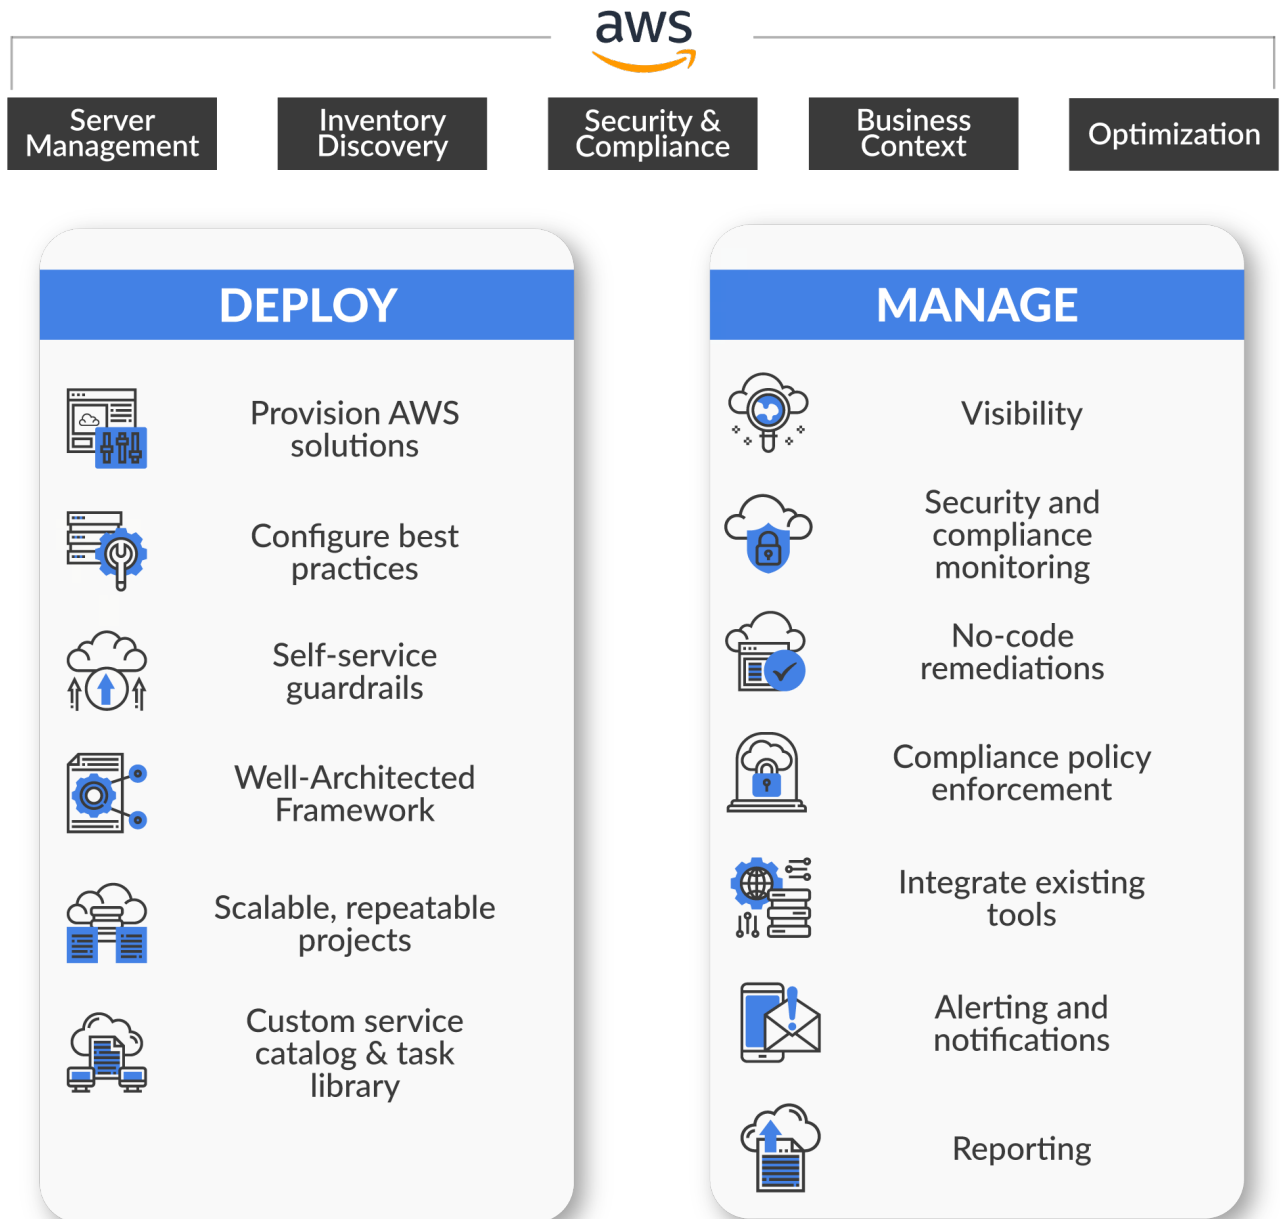 aws
Server
Management
Inventory
Discovery
Security &
Compliance
Business
Context
Optimization
DEPLOY
Provision AWS
solutions
Configure best
practices
Self-service
guardrails
Well-Architected
Framework
Scalable, repeatable
projects
Custom service
catalog & task
library
MANAGE
Visibility
Security and
compliance
monitoring
No-code
remediations
Compliance policy
enforcement
Integrate existing
tools
Alerting and
notifications
Reporting